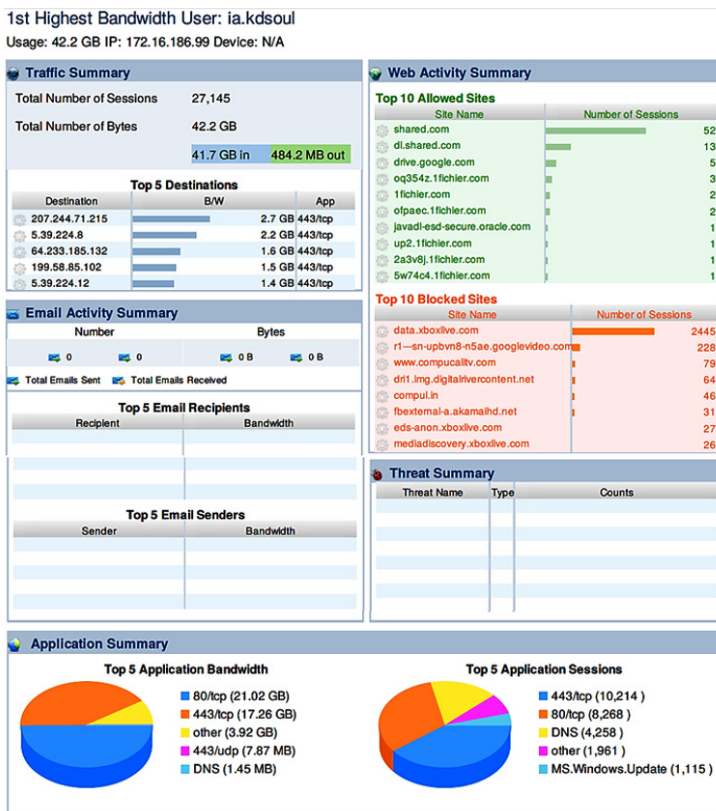 1st Highest Bandwidth User: ia.kdsoul
Usage: 42.2 GB IP: 172.16.186.99 Device: N/A
Traffic Summary
Total Number of Sessions 27,145
Total Number of Bytes 42.2 GB
41.7 GB in 484.2 MB out
Top 5 Destinations
Destination B/W App
207.244.71.215 2.7 GB 443/tcp
5.39.224.8 2.2 GB 443/tcp
64.233.185.132 1.6 GB 443/tcp
199.58.85.102 1.5 GB 443/tcp
5.39.224.12 1.4 GB 443/tcp
Email Activity Summary
Number Bytes
0 0 0 B 0 B
Total Emails Sent Total Emails Received
Top 5 Email Recipients
Recipient Bandwidth
Top 5 Email Senders
Sender Bandwidth
Web Activity Summary
Top 10 Allowed Sites
Site Name Number of Sessions
shared.com 52
dl.shared.com 13
drive.google.com 5
oq354z.1fichier.com 3
1fichier.com 2
ofpaec.1fichier.com 2
javadl-esd-secure.oracle.com 1
up2.1fichier.com 1
2a3v8j.1fichier.com 1
5w74c4.1fichier.com 1
Top 10 Blocked Sites
Site Name Number of Sessions
data.xboxlive.com 2445
r1---sn-upbvn8-n5ae.googlevideo.com 228
www.compucalitv.com 79
dri1.img.digitalrivercontent.net 64
compul.in 46
fbexternal-a.akamaihd.net 31
eds-anon.xboxlive.com 27
mediadiscovery.xboxlive.com 26
Threat Summary
Threat Name Type Counts
Application Summary
Top 5 Application Bandwidth
80/tcp (21.02 GB)
443/tcp (17.26 GB)
other (3.92 GB)
443/udp (7.87 MB)
DNS (1.45 MB)
Top 5 Application Sessions
443/tcp (10,214 )
80/tcp (8,268 )
DNS (4,258 )
other (1,961 )
MS.Windows.Update (1,115 )